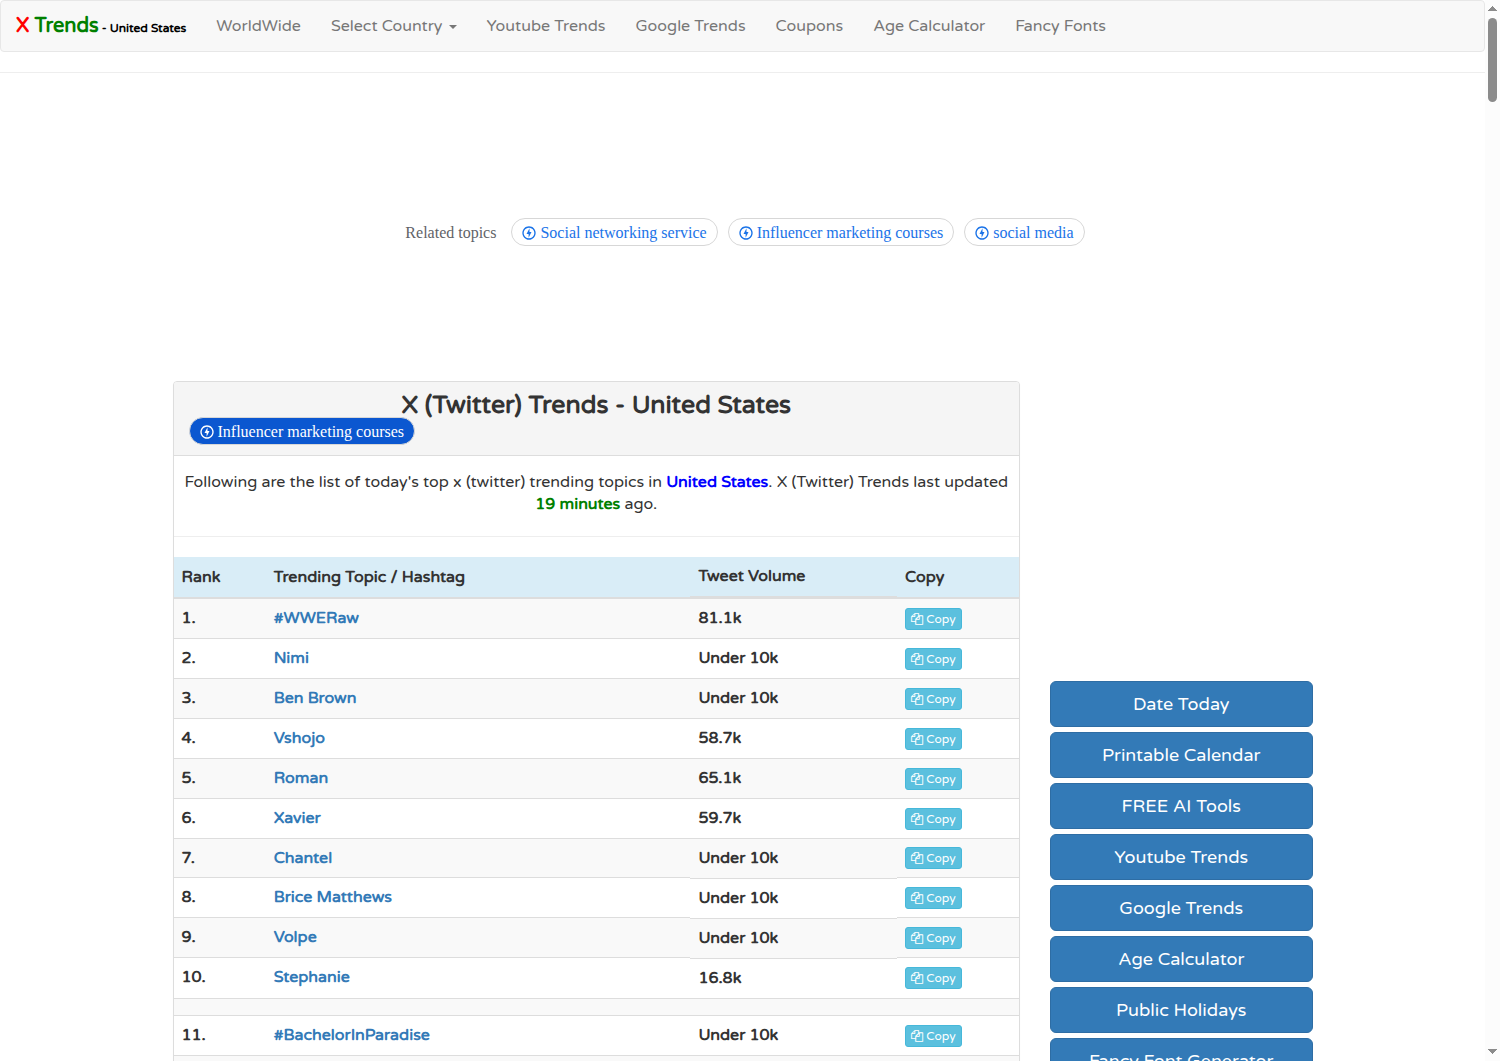 X Trends - United States WorldWide Select Country Youtube Trends Google Trends Coupons Age Calculator Fancy Fonts
Related topics Social networking service Influencer marketing courses social media
X (Twitter) Trends - United States
Influencer marketing courses
Following are the list of today's top x (twitter) trending topics in United States. X (Twitter) Trends last updated
19 minutes ago.
Rank Trending Topic / Hashtag Tweet Volume Copy
1. #WWERaw 81.1k Copy
2. Nimi Under 10k Copy
3. Ben Brown Under 10k Copy
4. Vshojo 58.7k Copy
5. Roman 65.1k Copy
6. Xavier 59.7k Copy
7. Chantel Under 10k Copy
8. Brice Matthews Under 10k Copy
9. Volpe Under 10k Copy
10. Stephanie 16.8k Copy
11. #BachelorInParadise Under 10k Copy
Date Today
Printable Calendar
FREE AI Tools
Youtube Trends
Google Trends
Age Calculator
Public Holidays
Fancy Font Generator